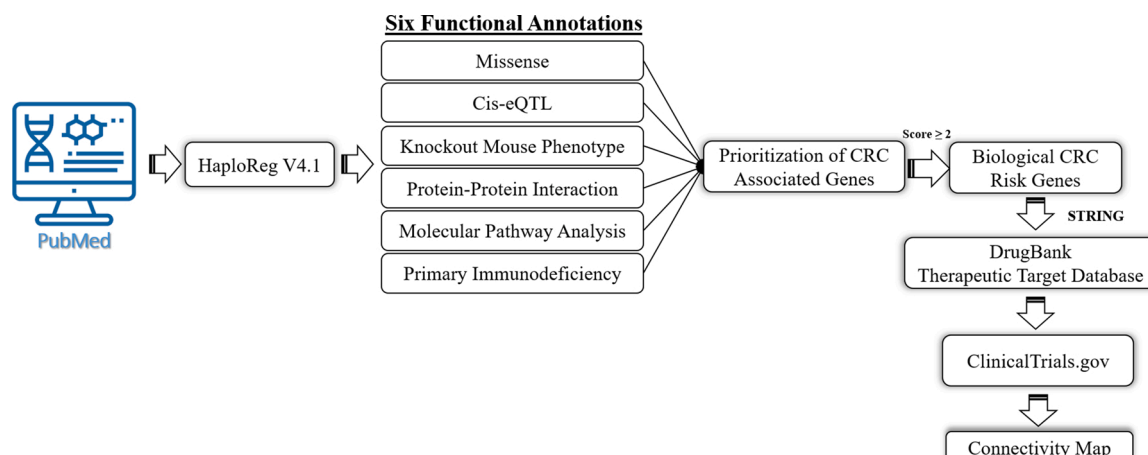 Six Functional Annotations
Missense
Cis-eQTL
Knockout Mouse Phenotype
Protein-Protein Interaction
Molecular Pathway Analysis
Primary Immunodeficiency
PubMed
HaploReg V4.1
Prioritization of CRC
Associated Genes
Score ≥ 2
Biological CRC
Risk Genes
STRING
DrugBank
Therapeutic Target Database
ClinicalTrials.gov
Connectivity Map